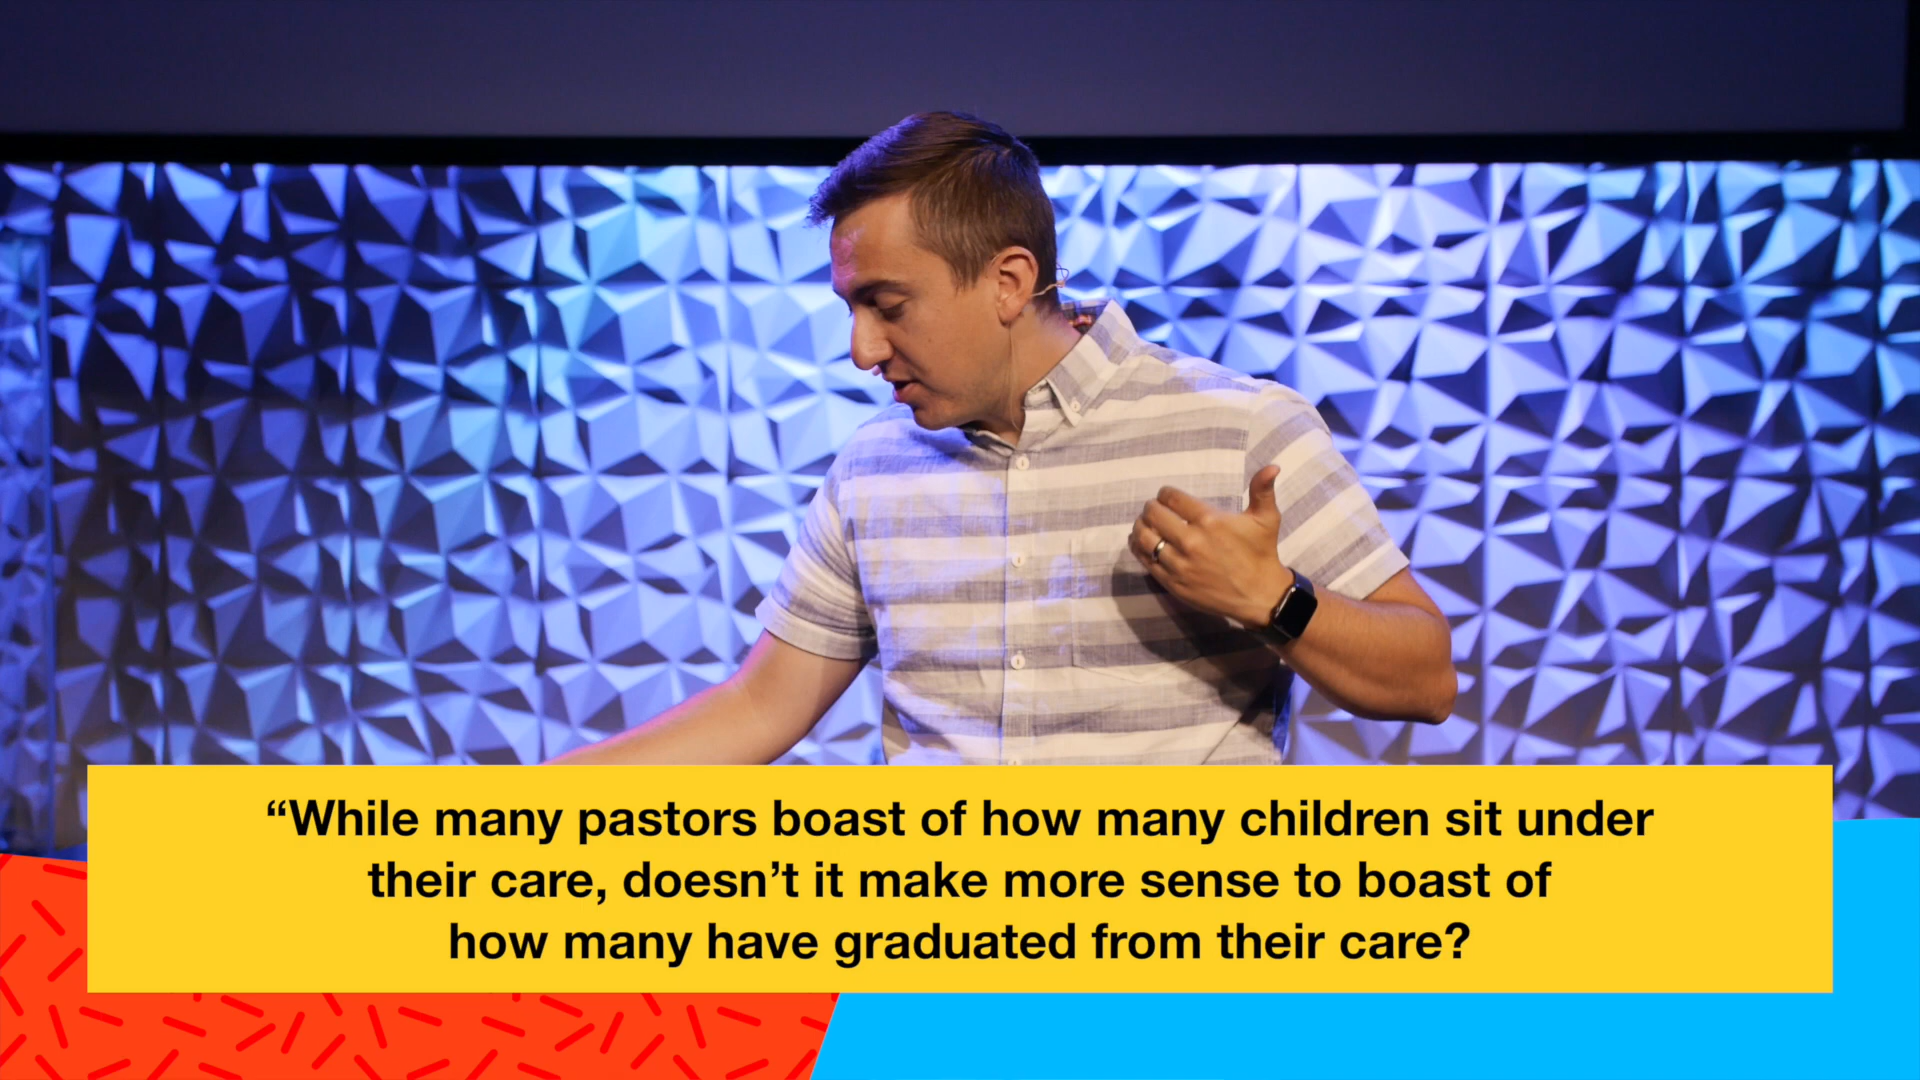 “While many pastors boast of how many children sit under
their care, doesn’t it make more sense to boast of
how many have graduated from their care?